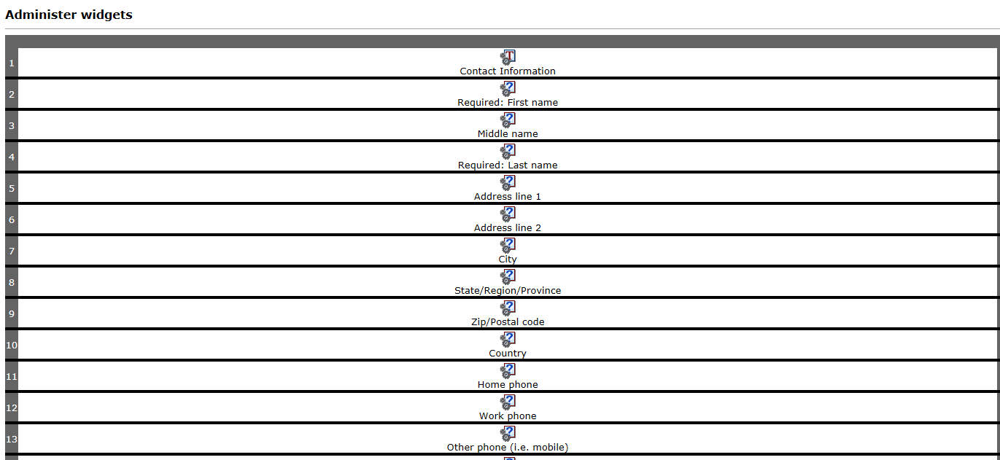 Administer widgets
1
Contact Information
2
Required: First name
3
Middle name
4
Required: Last name
5
Address line 1
6
Address line 2
7
City
8
State/Region/Province
9
Zip/Postal code
10
Country
11
Home phone
12
Work phone
13
Other phone (i.e. mobile)